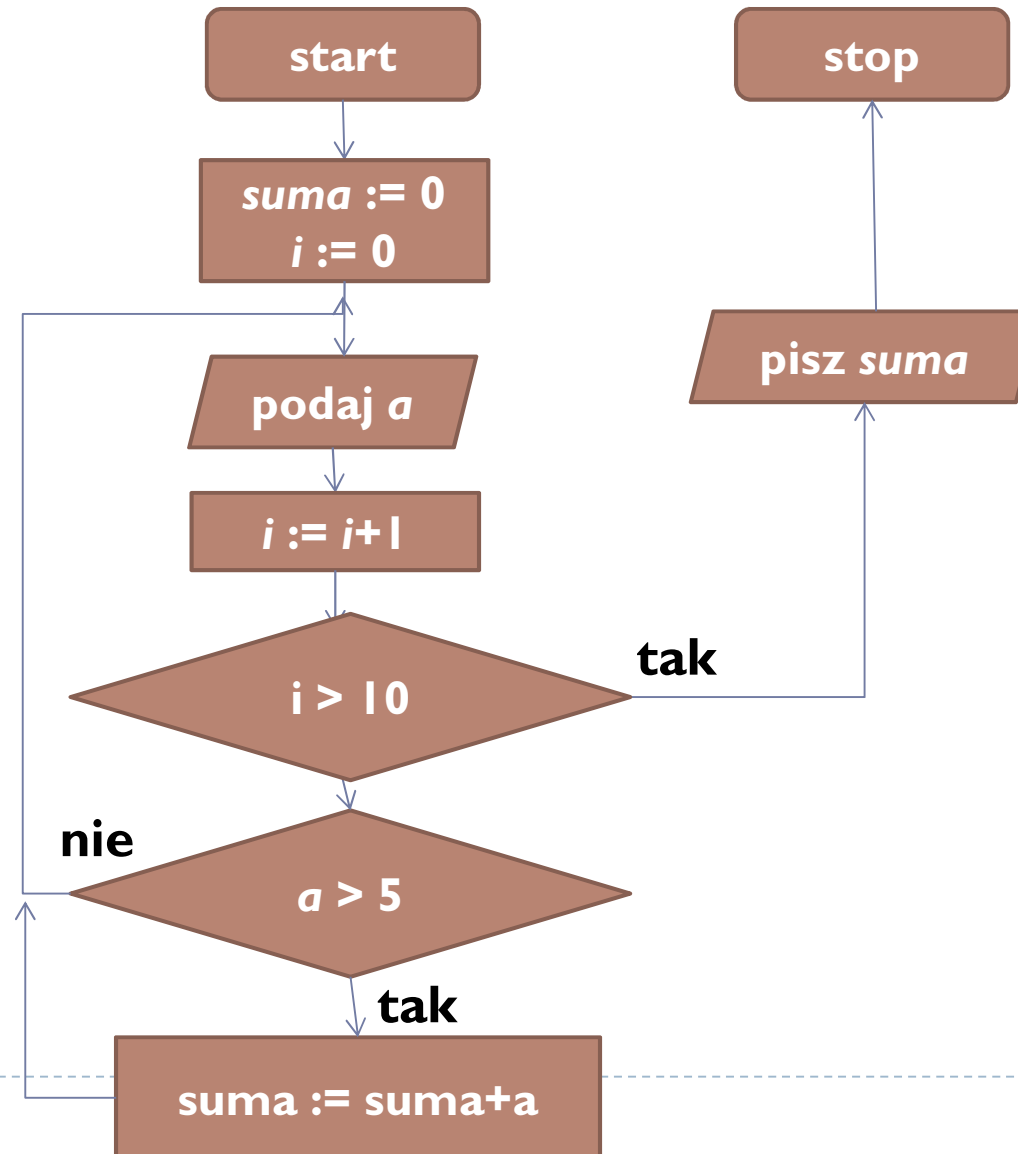 start
suma := 0
i := 0
podaj a
i := i+1
i > 10
tak
nie
a > 5
tak
suma := suma+a
pisz suma
stop